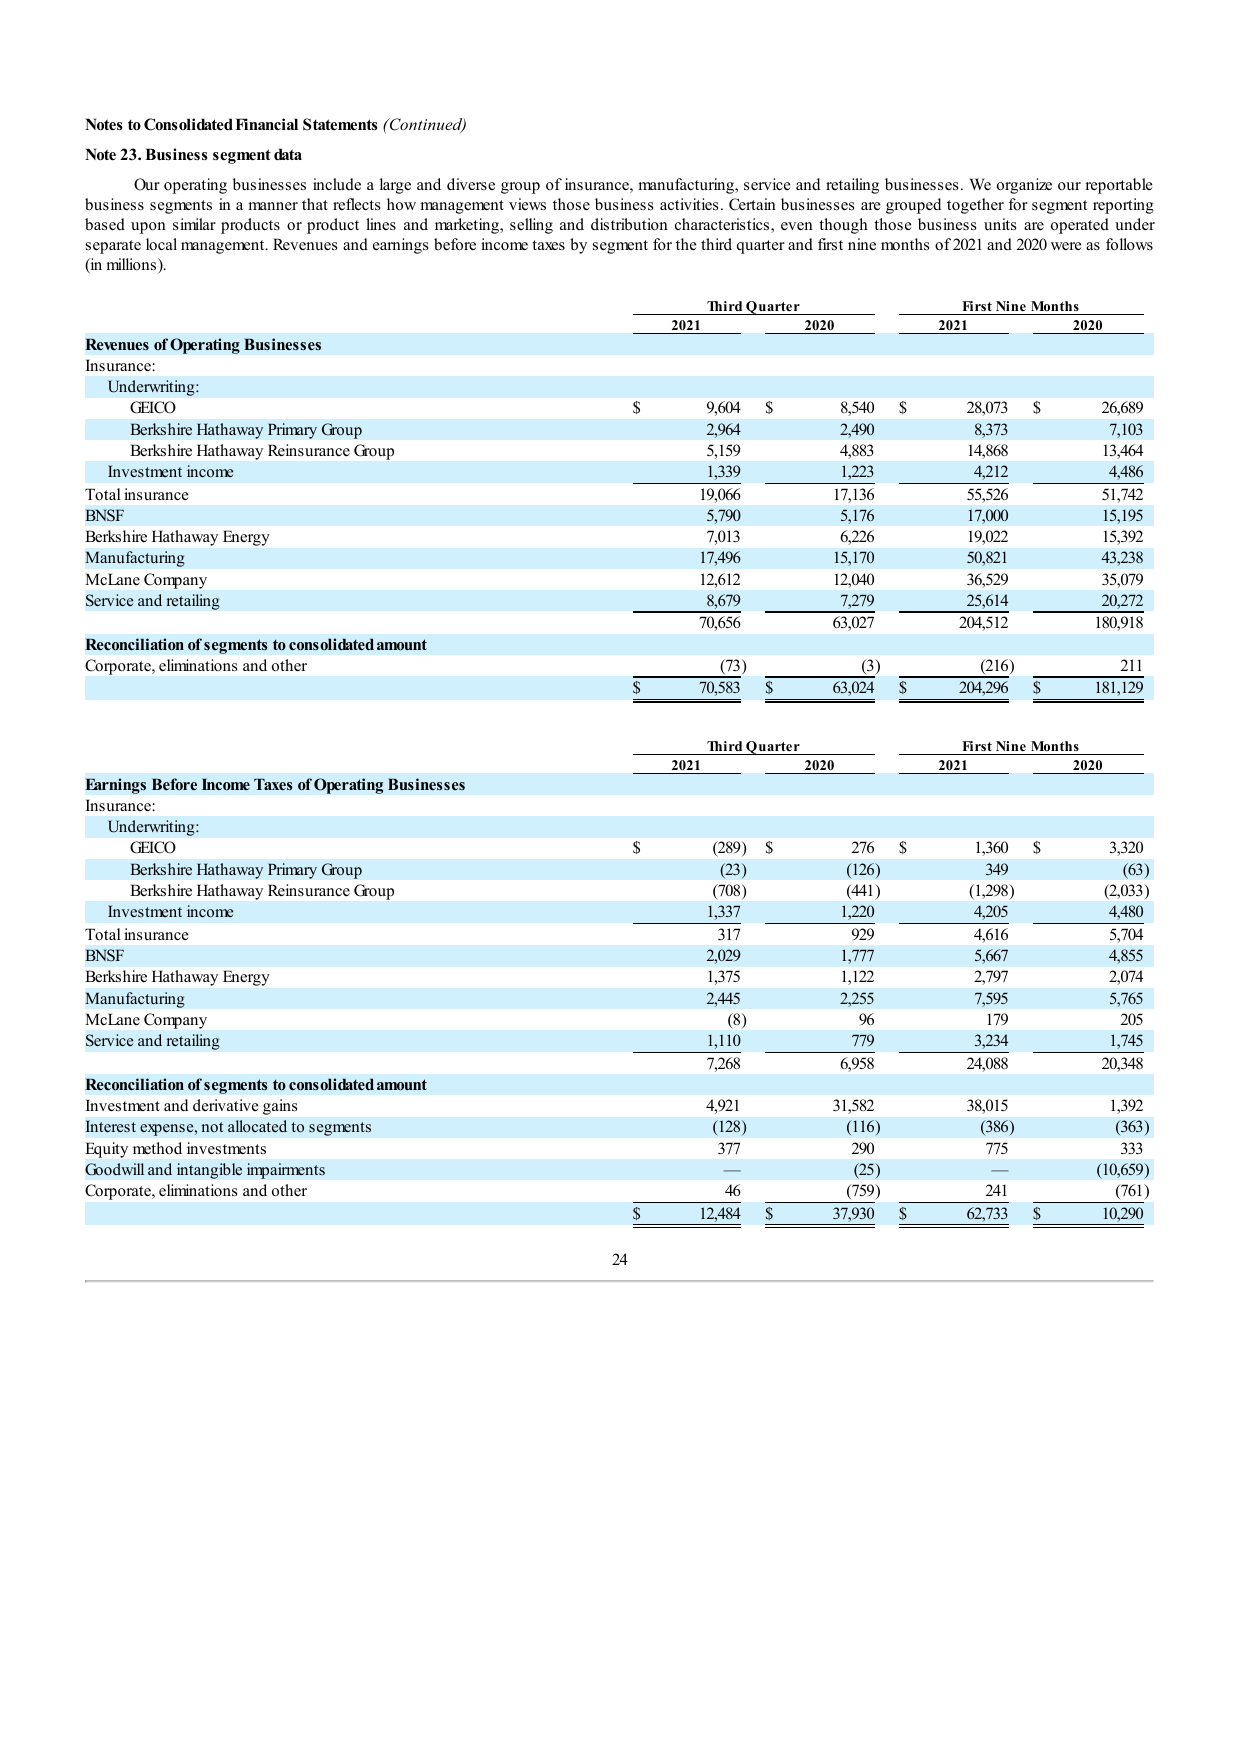 Notes to Consolidated Financial Statements (Continued)
Note 23. Business segment data
Our operating businesses include a large and diverse group of insurance, manufacturing, service and retailing businesses. We organize our reportable
business segments in a manner that reflects how management views those business activities. Certain businesses are grouped together for segment reporting
based upon similar products or product lines and marketing, selling and distribution characteristics, even though those business units are operated under
separate local management. Revenues and earnings before income taxes by segment for the third quarter and first nine months of 2021 and 2020 were as follows
(in millions).
Third Quarter First Nine Months
2021 2020 2021 2020
Revenues of Operating Businesses
Insurance:
Underwriting:
GEICO $ 9,604 $ 8,540 $ 28,073 $ 26,689
Berkshire Hathaway Primary Group 2,964 2,490 8,373 7,103
Berkshire Hathaway Reinsurance Group 5,159 4,883 14,868 13,464
Investment income 1,339 1,223 4,212 4,486
Total insurance 19,066 17,136 55,526 51,742
BNSF 5,790 5,176 17,000 15,195
Berkshire Hathaway Energy 7,013 6,226 19,022 15,392
Manufacturing 17,496 15,170 50,821 43,238
McLane Company 12,612 12,040 36,529 35,079
Service and retailing 8,679 7,279 25,614 20,272
70,656 63,027 204,512 180,918
Reconciliation of segments to consolidated amount
Corporate, eliminations and other (73) (3) (216) 211
$ 70,583 $ 63,024 $ 204,296 $ 181,129
Third Quarter First Nine Months
2021 2020 2021 2020
Earnings Before Income Taxes of Operating Businesses
Insurance:
Underwriting:
GEICO $ (289) $ 276 $ 1,360 $ 3,320
Berkshire Hathaway Primary Group (23) (126) 349 (63)
Berkshire Hathaway Reinsurance Group (708) (441) (1,298) (2,033)
Investment income 1,337 1,220 4,205 4,480
Total insurance 317 929 4,616 5,704
BNSF 2,029 1,777 5,667 4,855
Berkshire Hathaway Energy 1,375 1,122 2,797 2,074
Manufacturing 2,445 2,255 7,595 5,765
McLane Company (8) 96 179 205
Service and retailing 1,110 779 3,234 1,745
7,268 6,958 24,088 20,348
Reconciliation of segments to consolidated amount
Investment and derivative gains 4,921 31,582 38,015 1,392
Interest expense, not allocated to segments (128) (116) (386) (363)
Equity method investments 377 290 775 333
Goodwill and intangible impairments — (25) — (10,659)
Corporate, eliminations and other 46 (759) 241 (761)
$ 12,484 $ 37,930 $ 62,733 $ 10,290
24